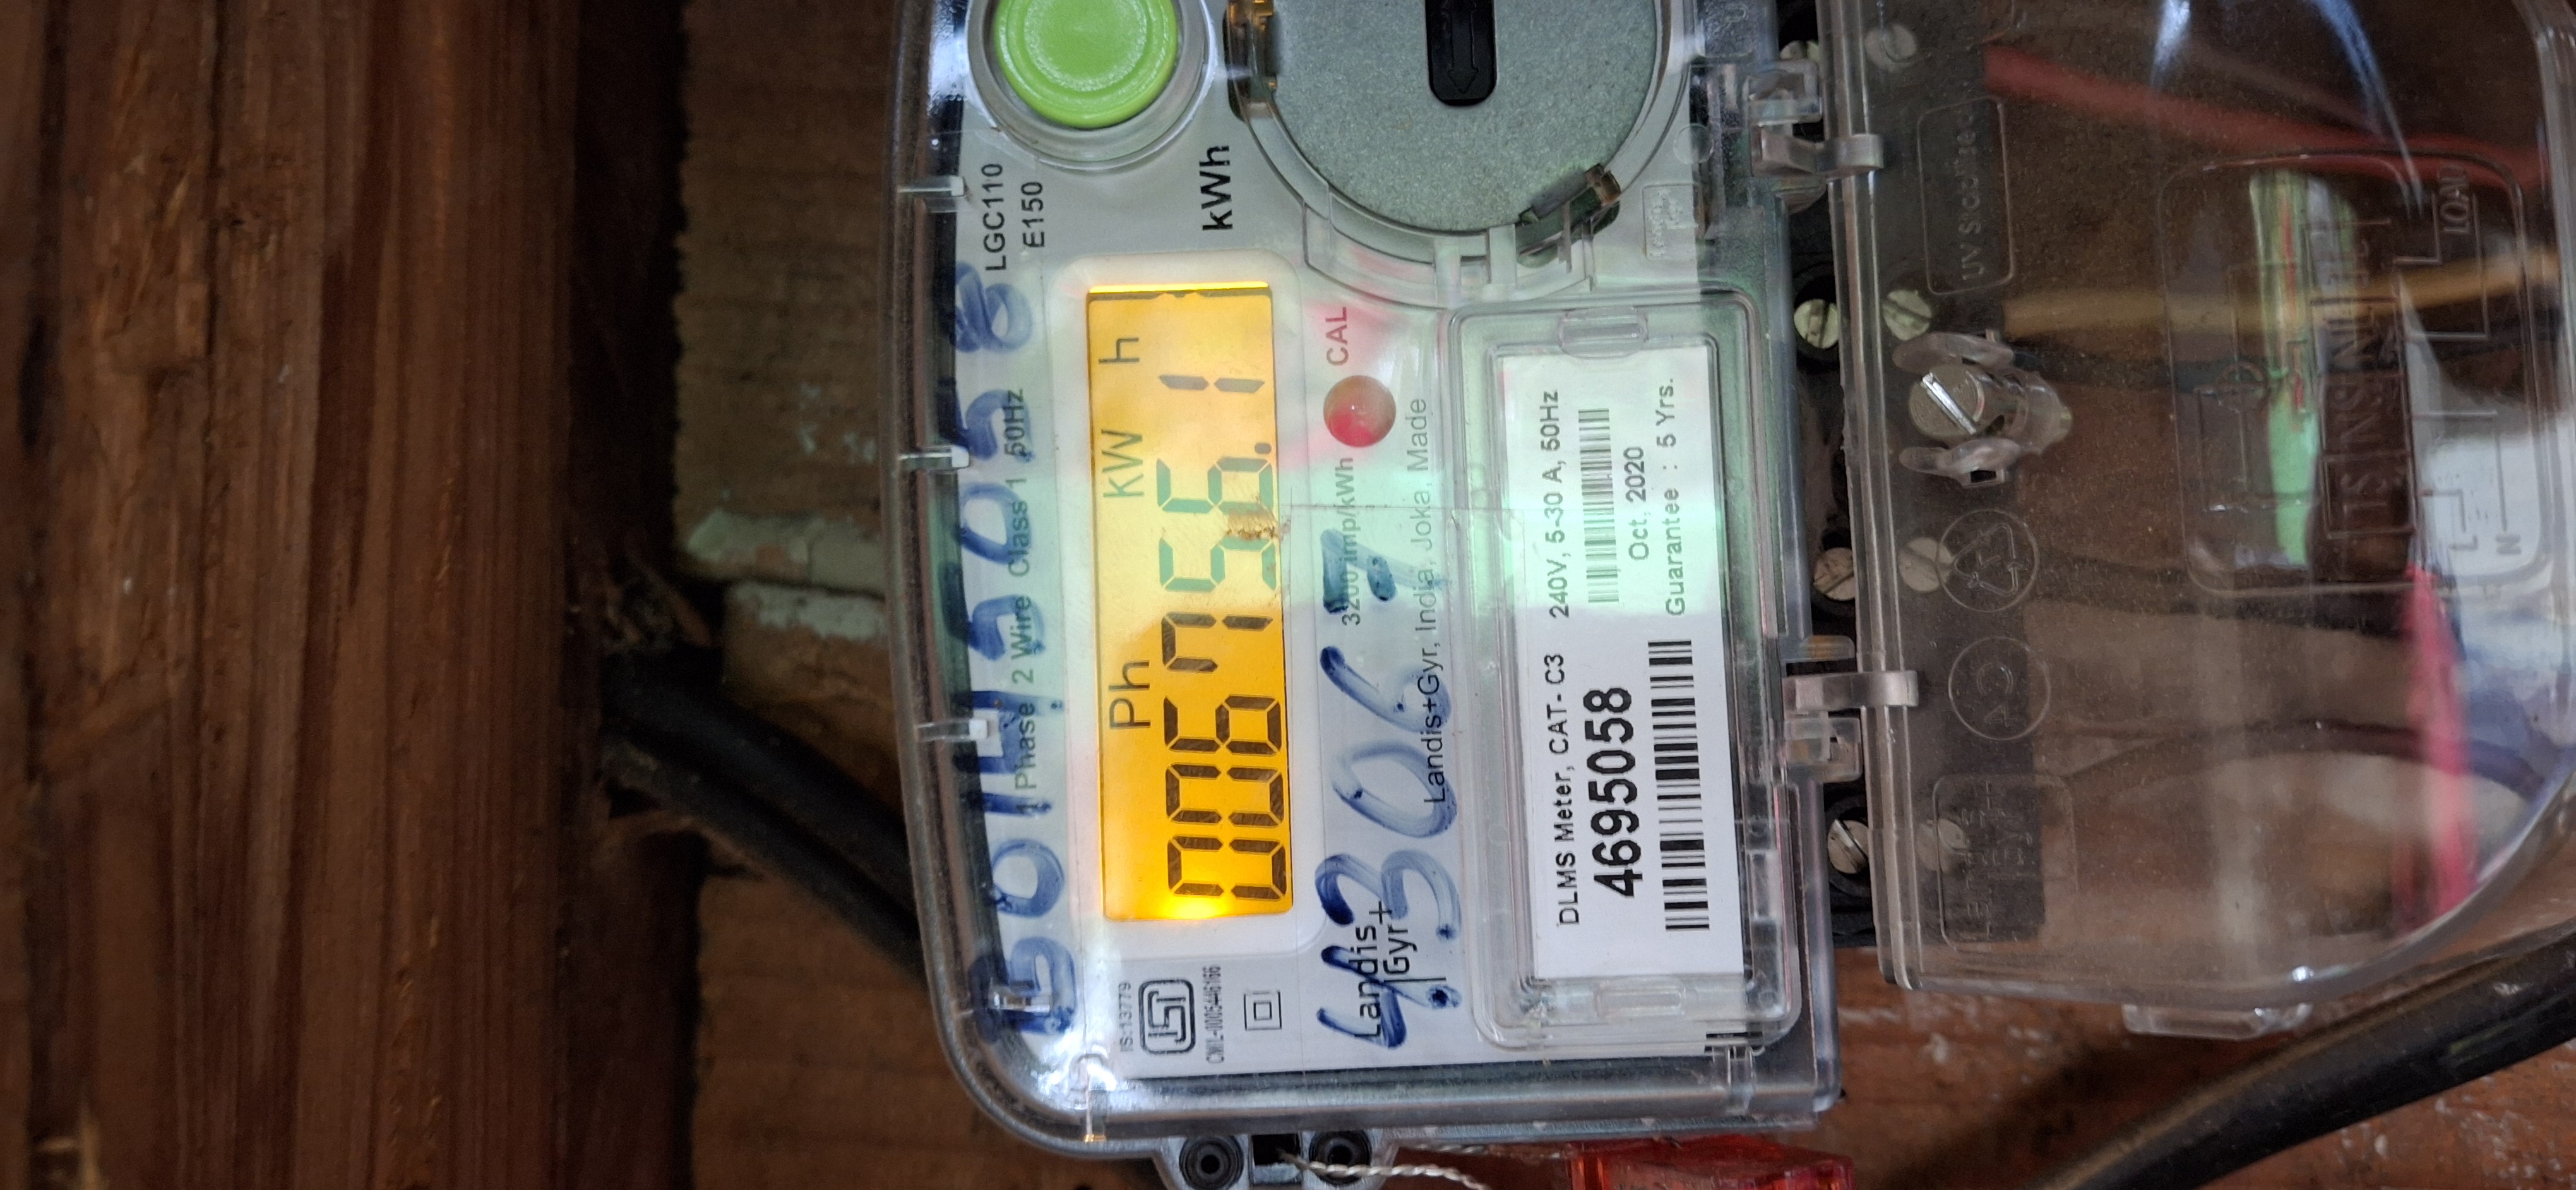 LGC110
E150
kWh
1 Phase 2 Wire Class 1 50Hz
Ph kW h
006756.1
CAL
3200 imp/kWh
Landis+Gyr, India, Joka, Made
IS:13779
ISI
Landis+
Gyr+
DLMS Meter, CAT- C3 240V, 5-30 A, 50Hz
4695058
Oct, 2020
Guarantee : 5 Yrs.
UV Stabilised
LOAD
L
N